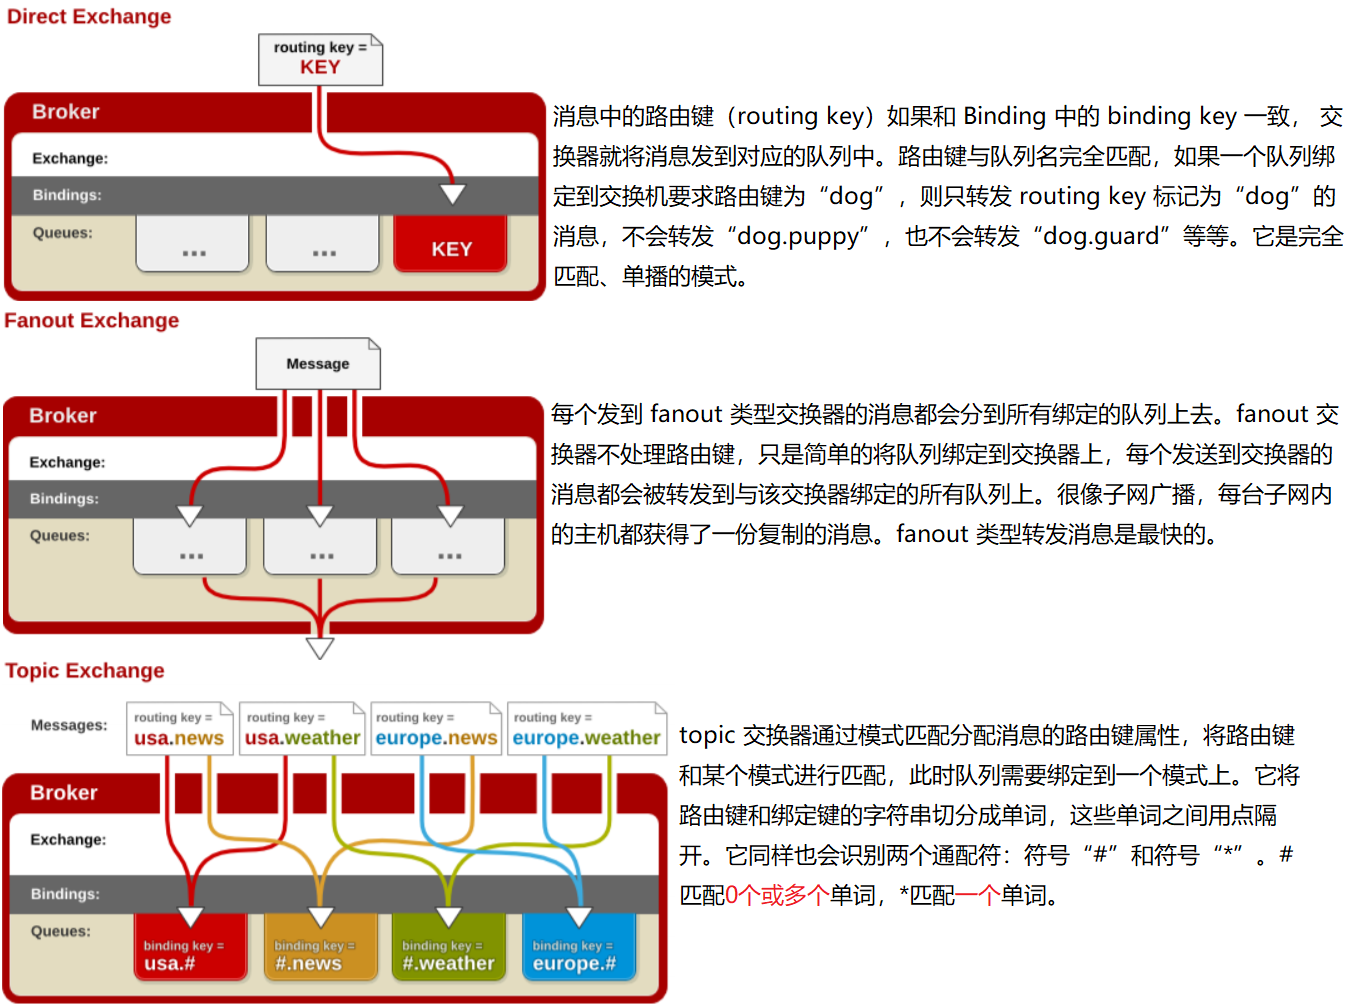 Direct Exchange
routing key =
KEY
Broker
Exchange:
Bindings:
Queues:
...
...
KEY
消息中的路由键（routing key）如果和 Binding 中的 binding key 一致， 交
换器就将消息发到对应的队列中。路由键与队列名完全匹配，如果一个队列绑
定到交换机要求路由键为“dog”，则只转发 routing key 标记为“dog”的
消息，不会转发“dog.puppy”，也不会转发“dog.guard”等等。它是完全
匹配、单播的模式。
Fanout Exchange
Message
Broker
Exchange:
Bindings:
Queues:
...
...
...
每个发到 fanout 类型交换器的消息都会分到所有绑定的队列上去。fanout 交
换器不处理路由键，只是简单的将队列绑定到交换器上，每个发送到交换器的
消息都会被转发到与该交换器绑定的所有队列上。很像子网广播，每台子网内
的主机都获得了一份复制的消息。fanout 类型转发消息是最快的。
Topic Exchange
Messages:
routing key =
usa.news
routing key =
usa.weather
routing key =
europe.news
routing key =
europe.weather
Broker
Exchange:
Bindings:
Queues:
binding key =
usa.#
binding key =
#.news
binding key =
#.weather
binding key =
europe.#
topic 交换器通过模式匹配分配消息的路由键属性，将路由键
和某个模式进行匹配，此时队列需要绑定到一个模式上。它将
路由键和绑定键的字符串切分成单词，这些单词之间用点隔
开。它同样也会识别两个通配符：符号“#”和符号“*”。#
匹配0个或多个单词，*匹配一个单词。